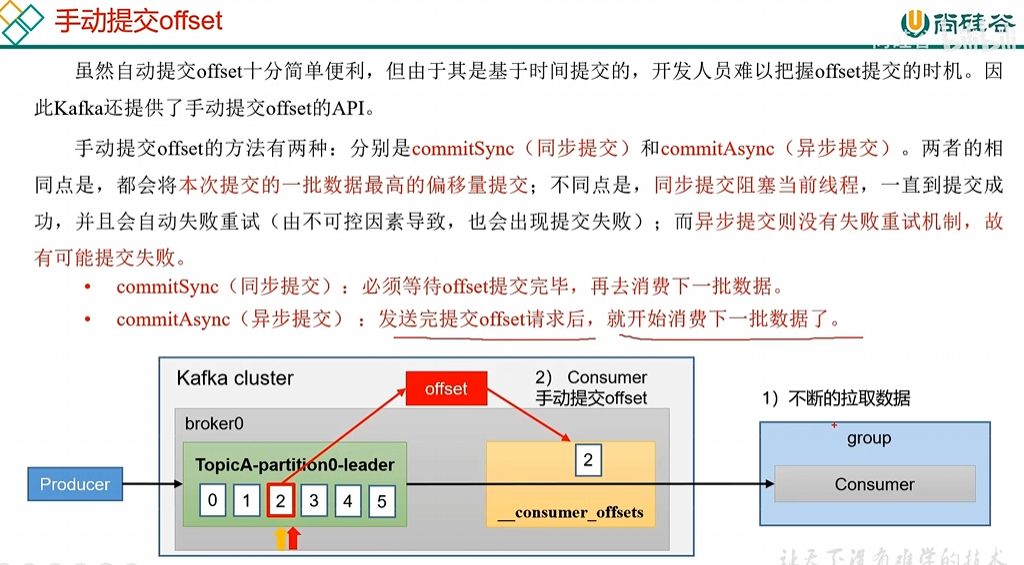 手动提交offset
尚硅谷
虽然自动提交offset十分简单便利，但由于其是基于时间提交的，开发人员难以把握offset提交的时机。因
此Kafka还提供了手动提交offset的API。
手动提交offset的方法有两种：分别是commitSync（同步提交）和commitAsync（异步提交）。两者的相
同点是，都会将本次提交的一批数据最高的偏移量提交；不同点是，同步提交阻塞当前线程，一直到提交成
功，并且会自动失败重试（由不可控因素导致，也会出现提交失败）；而异步提交则没有失败重试机制，故
有可能提交失败。
• commitSync（同步提交）：必须等待offset提交完毕，再去消费下一批数据。
• commitAsync（异步提交） ：发送完提交offset请求后，就开始消费下一批数据了。
Kafka cluster
offset
2） Consumer
手动提交offset
1）不断的拉取数据
broker0
group
TopicA-partition0-leader
2
Producer
0 1 2 3 4 5
Consumer
__consumer_offsets
让天下没有难学的技术